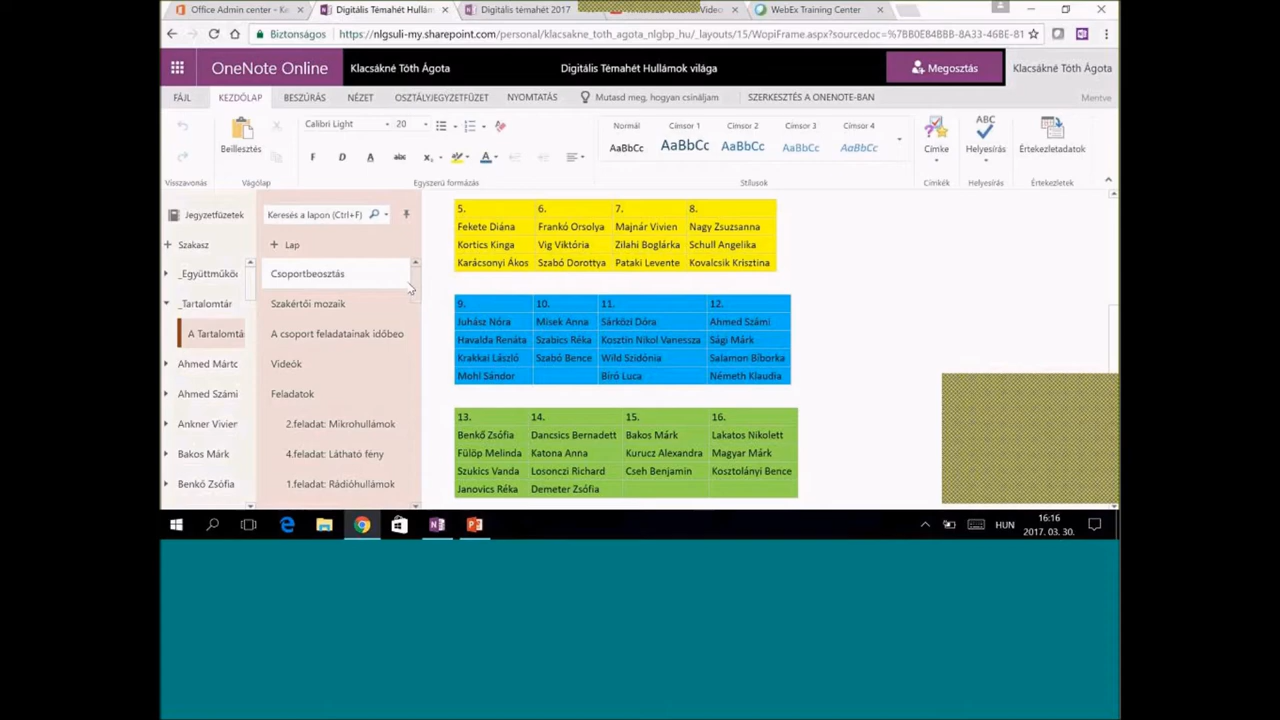 Office Admin center - Ke
Digitális Témahét Hullám
Digitális témahét 2017
Video
WebEx Training Center
Biztonságos
https://nlgsuli-my.sharepoint.com/personal/klacsakne_toth_agota_nlgbp_hu/_layouts/15/WopiFrame.aspx?sourcedoc=%7BB0E84BBB-8A33-46BE-81
OneNote Online
Klacsákné Tóth Ágota
Digitális Témahét Hullámok világa
Megosztás
Klacsákné Tóth Ágota
FÁJL
KEZDŐLAP
BESZÚRÁS
NÉZET
OSZTÁLYJEGYZETFÜZET
NYOMTATÁS
Mutasd meg, hogyan csináljam
SZERKESZTÉS A ONENOTE-BAN
Mentve
Calibri Light
20
Normál
Címsor 1
Címsor 2
Címsor 3
Címsor 4
AaBbCc
AaBbCc
AaBbCc
AaBbCc
AaBbCc
Beillesztés
F
D
A
abc
Címke
ABC
Helyesírás
Értekezletadatok
Visszavonás
Vágólap
Egyszerű formázás
Stílusok
Címkék
Helyesírás
Értekezletek
Jegyzetfüzetek
Keresés a lapon (Ctrl+F)
+ Szakasz
+ Lap
_Együttműkö
_Tartalomtár
A Tartalomtá
Ahmed Mártc
Ahmed Számi
Ankner Vivier
Bakos Márk
Benkő Zsófia
Csoportbeosztás
Szakértői mozaik
A csoport feladatainak időbeo
Videók
Feladatok
2.feladat: Mikrohullámok
4.feladat: Látható fény
1.feladat: Rádióhullámok
5. 6. 7. 8.
Fekete Diána Frankó Orsolya Majnár Vivien Nagy Zsuzsanna
Kortics Kinga Vig Viktória Zilahi Boglárka Schull Angelika
Karácsonyi Ákos Szabó Dorottya Pataki Levente Kovalcsik Krisztina
9. 10. 11. 12.
Juhász Nóra Misek Anna Sárközi Dóra Ahmed Számi
Havalda Renáta Szabics Réka Kosztin Nikol Vanessza Sági Márk
Krakkai László Szabó Bence Wild Szidónia Salamon Bíborka
Mohl Sándor Bíró Luca Németh Klaudia
13. 14. 15. 16.
Benkő Zsófia Dancsics Bernadett Bakos Márk Lakatos Nikolett
Fülöp Melinda Katona Anna Kurucz Alexandra Magyar Márk
Szukics Vanda Losonczi Richard Cseh Benjamin Kosztolányi Bence
Janovics Réka Demeter Zsófia
HUN
16:16
2017. 03. 30.